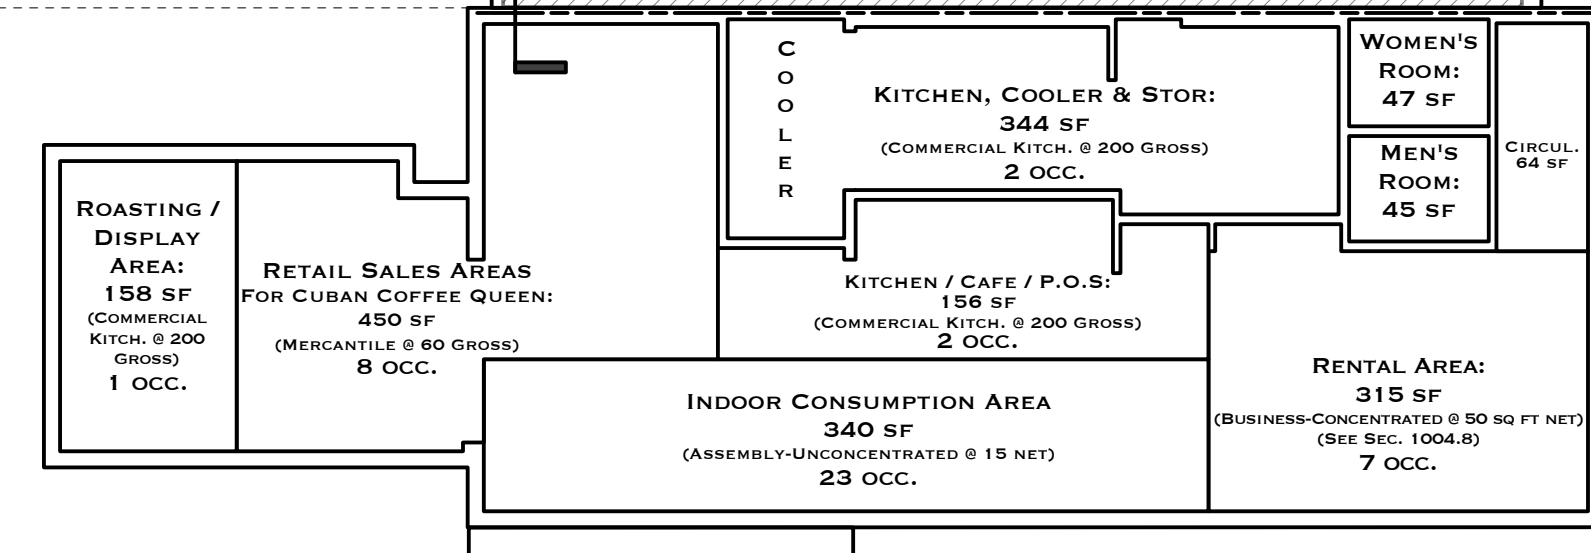 Roasting /
Display
Area:
158 SF
(Commercial
Kitch. @ 200
Gross)
1 occ.
Retail Sales Areas
For Cuban Coffee Queen:
450 SF
(Mercantile @ 60 Gross)
8 occ.
C
O
O
L
E
R
Kitchen, Cooler & Stor:
344 SF
(Commercial Kitch. @ 200 Gross)
2 occ.
Women's
Room:
47 SF
Men's
Room:
45 SF
Circul.
64 SF
Kitchen / Cafe / P.O.S:
156 SF
(Commercial Kitch. @ 200 Gross)
2 occ.
Indoor Consumption Area
340 SF
(Assembly-Unconcentrated @ 15 net)
23 occ.
Rental Area:
315 SF
(Business-Concentrated @ 50 sq ft net)
(See Sec. 1004.8)
7 occ.